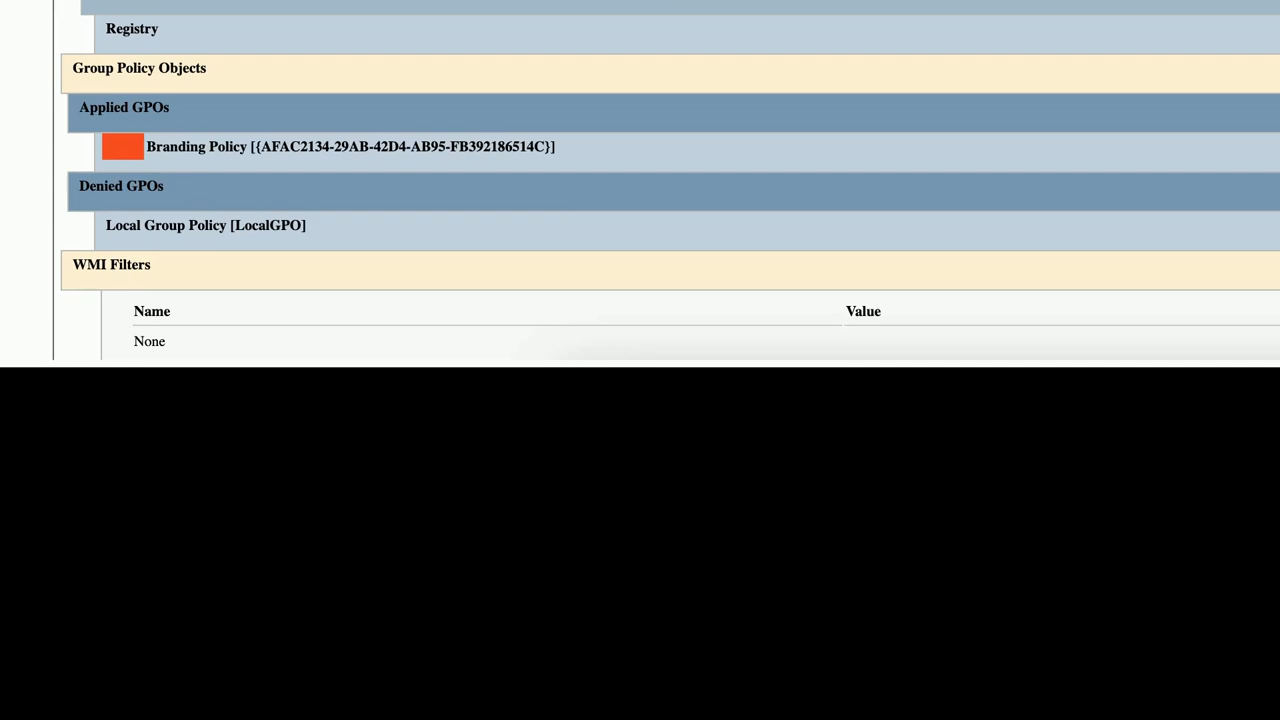 Registry
Group Policy Objects
Applied GPOs
Branding Policy [{AFAC2134-29AB-42D4-AB95-FB392186514C}]
Denied GPOs
Local Group Policy [LocalGPO]
WMI Filters
Name Value
None